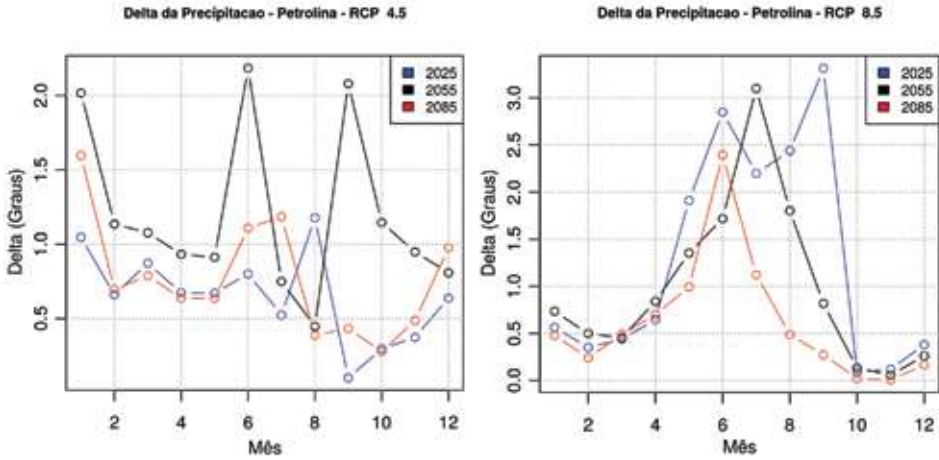 Delta da Precipitacao - Petrolina - RCP 4.5
Delta (Graus)
2.0
1.5
1.0
0.5
2025
2055
2085
2 4 6 8 10 12
Mês
Delta da Precipitacao - Petrolina - RCP 8.5
Delta (Graus)
3.0
2.5
2.0
1.5
1.0
0.5
0.0
2025
2055
2085
2 4 6 8 10 12
Mês